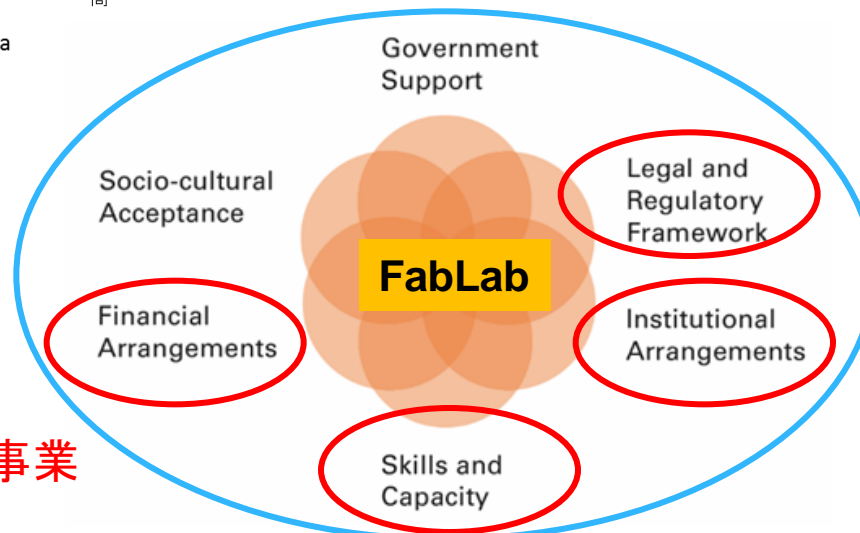 間
a
Government
Support
Socio-cultural
Acceptance
Legal and
Regulatory
Framework
FabLab
Financial
Arrangements
Institutional
Arrangements
事業
Skills and
Capacity